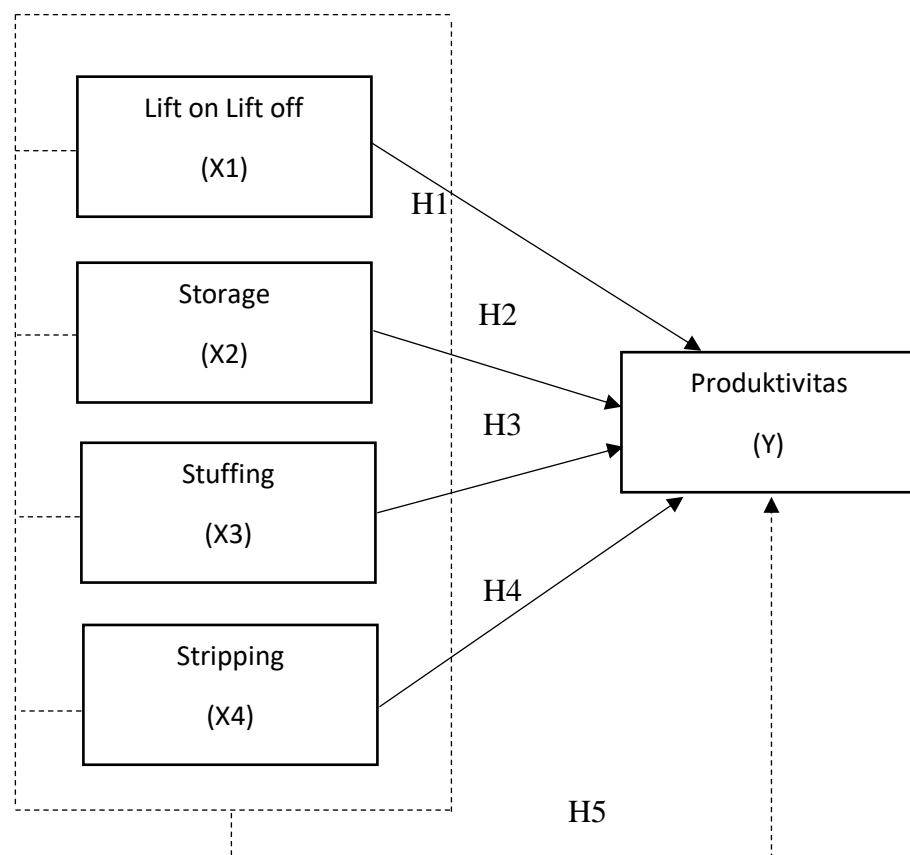 Lift on Lift off
(X1)
H1
Storage
(X2)
H2
Produktivitas
(Y)
H3
Stuffing
(X3)
H4
Stripping
(X4)
H5